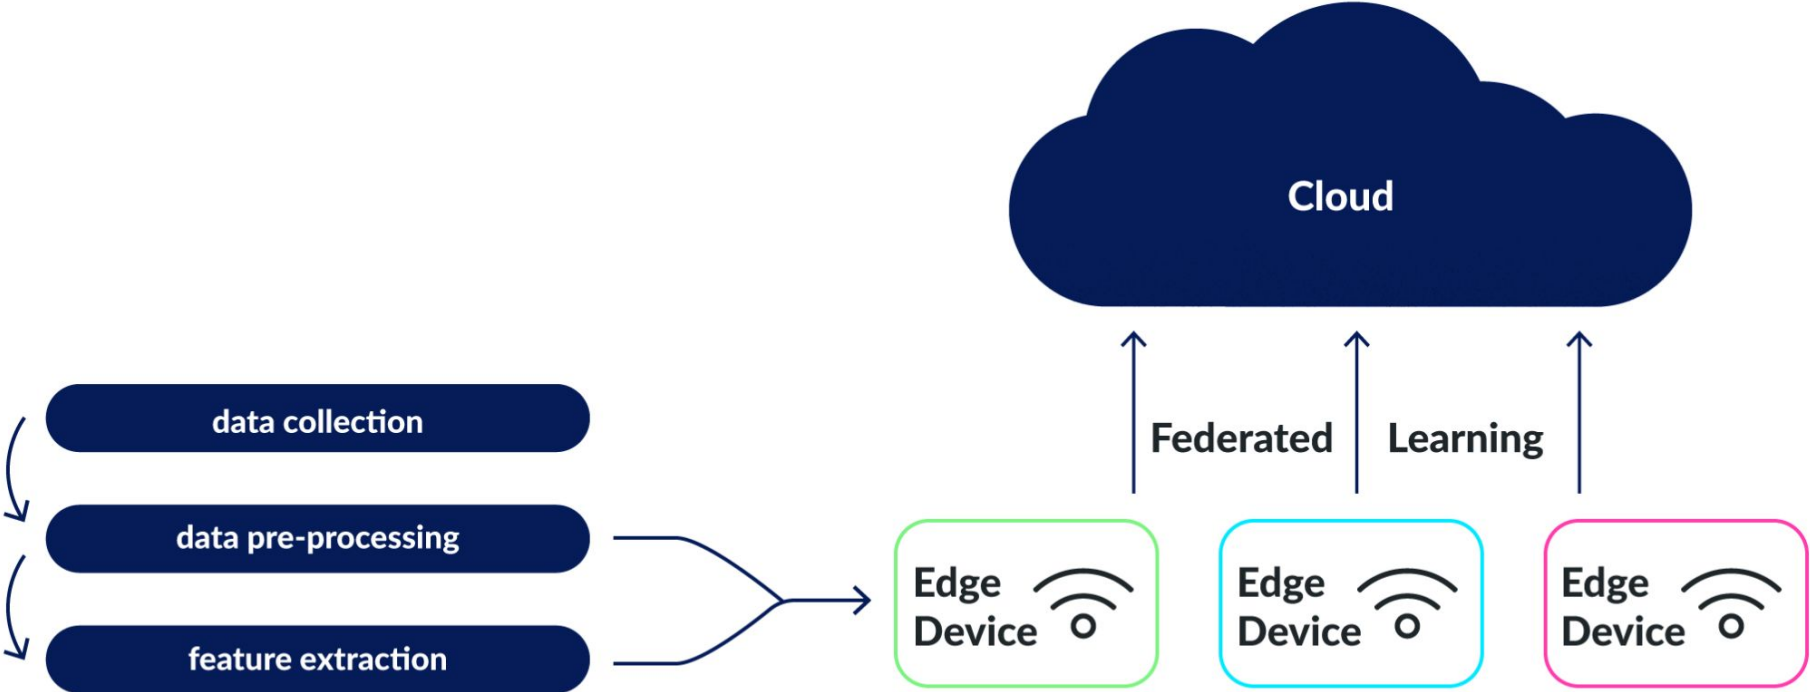 Cloud
Federated Learning
data collection
data pre-processing
feature extraction
Edge
Device
Edge
Device
Edge
Device